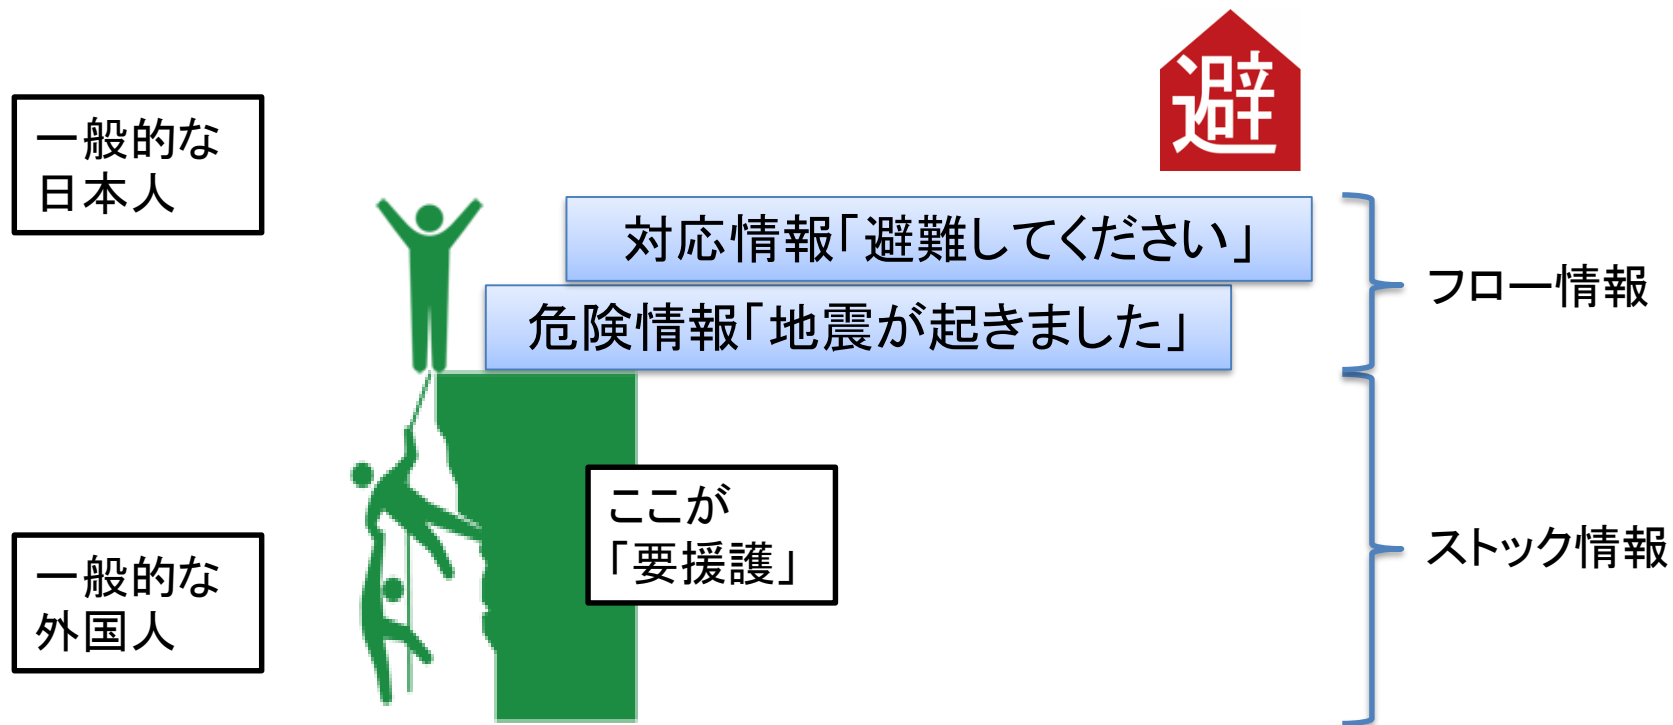 避
一般的な
日本人
対応情報「避難してください」
危険情報「地震が起きました」
フロー情報
ここが
「要援護」
一般的な
外国人
ストック情報